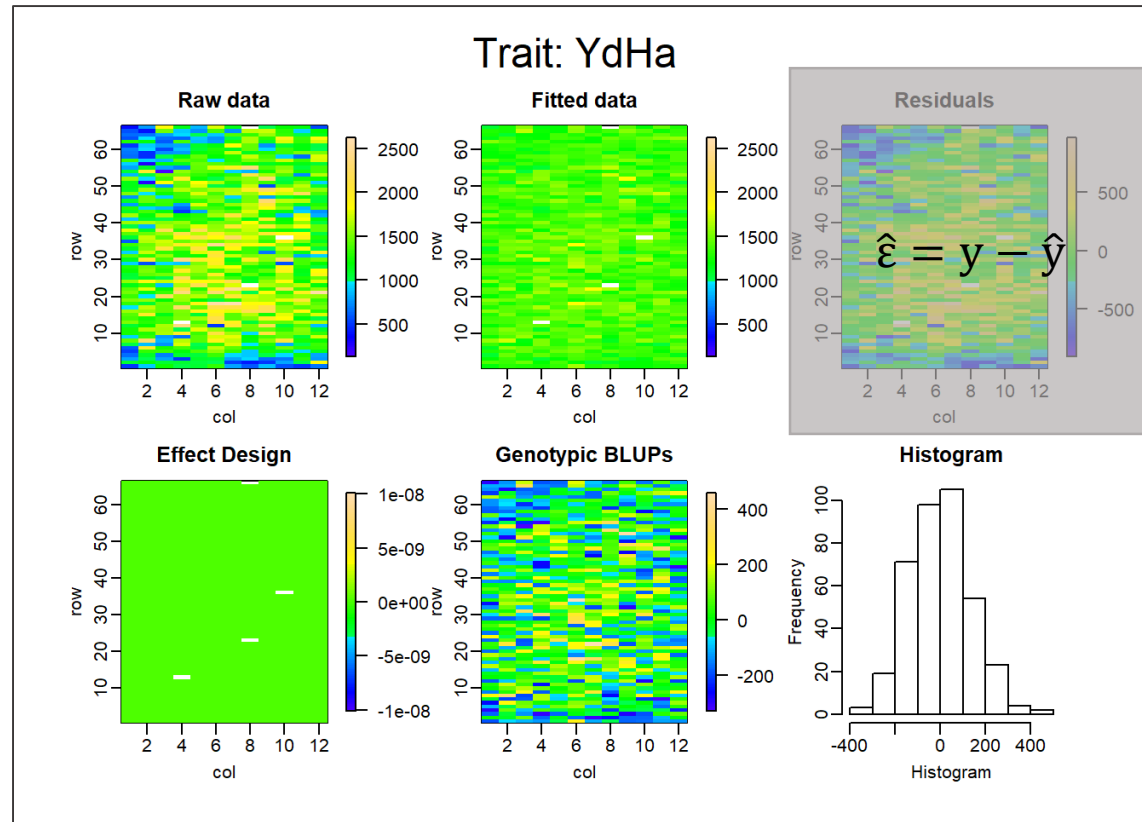 Trait: YdHa
Raw data
row
60
50
40
30
20
10
2 4 6 8 10 12
col
2500
2000
1500
1000
500
Fitted data
row
60
50
40
30
20
10
2 4 6 8 10 12
col
2500
2000
1500
1000
500
Residuals
row
60
50
40
30
20
10
2 4 6 8 10 12
col
500
0
-500
ε̂ = y − ŷ
Effect Design
row
60
50
40
30
20
10
2 4 6 8 10 12
col
1e-08
5e-09
0e+00
-5e-09
-1e-08
Genotypic BLUPs
row
60
50
40
30
20
10
2 4 6 8 10 12
col
400
200
0
-200
Histogram
Frequency
100
80
60
40
20
0
-400 0 200 400
Histogram